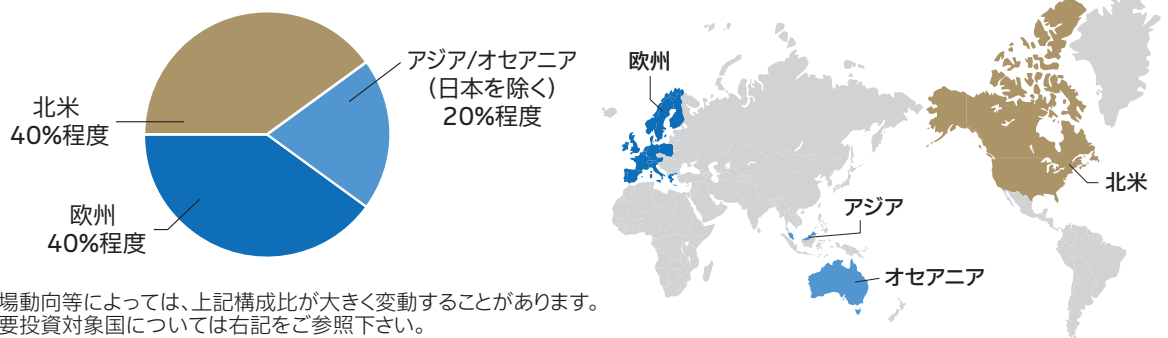 北米
40%程度
アジア/オセアニア
(日本を除く)
20%程度
欧州
40%程度
欧州
アジア
オセアニア
北米
場動向等によっては、上記構成比が大きく変動することがあります。
要投資対象国については右記をご参照下さい。